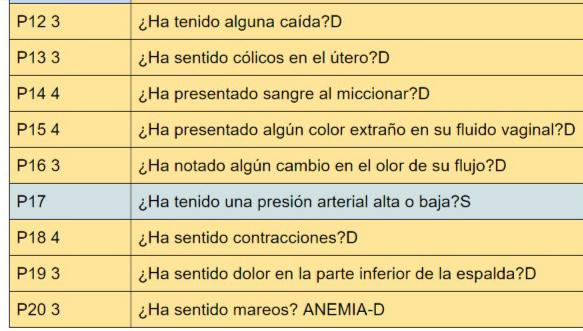 P12 3 ¿Ha tenido alguna caída?D
P13 3 ¿Ha sentido cólicos en el útero?D
P14 4 ¿Ha presentado sangre al miccionar?D
P15 4 ¿Ha presentado algún color extraño en su fluido vaginal?D
P16 3 ¿Ha notado algún cambio en el olor de su flujo?D
P17 ¿Ha tenido una presión arterial alta o baja?S
P18 4 ¿Ha sentido contracciones?D
P19 3 ¿Ha sentido dolor en la parte inferior de la espalda?D
P20 3 ¿Ha sentido mareos? ANEMIA-D